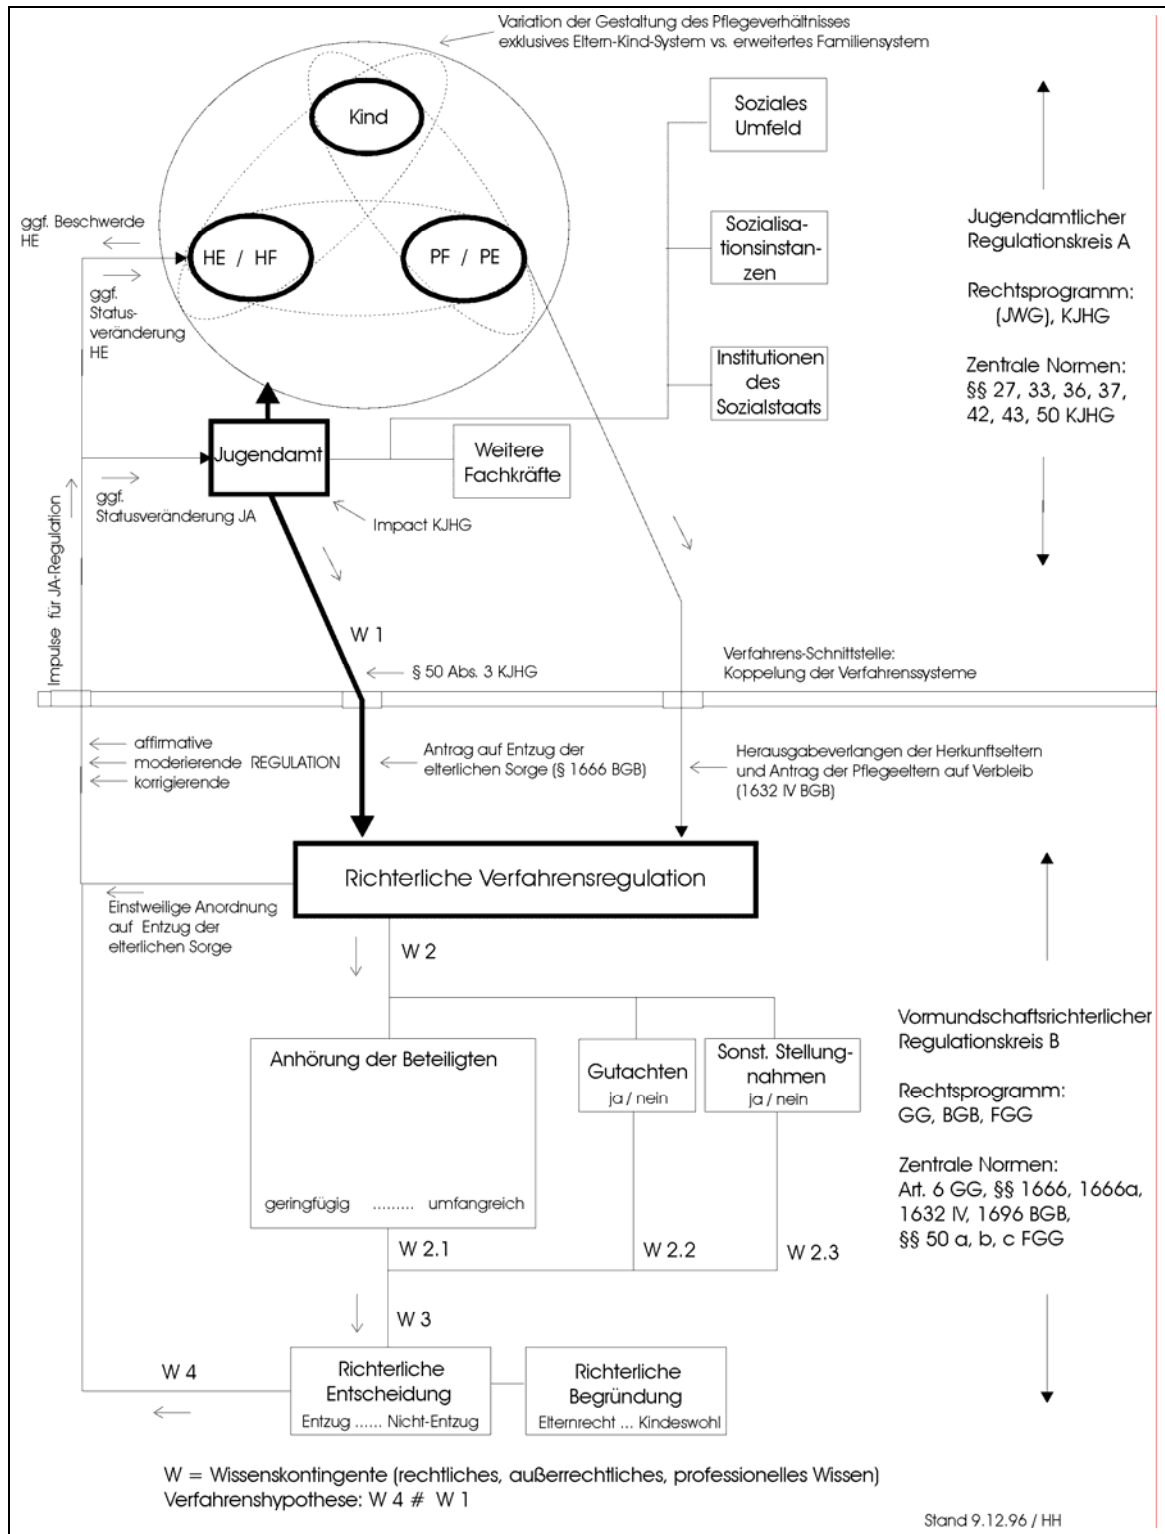 Variation der Gestaltung des Pflegeverhältnisses
exklusives Eltern-Kind-System vs. erweitertes Familiensystem
Kind
Soziales
Umfeld
ggf. Beschwerde
HE
HE / HF
PF / PE
Sozialisa-
tionsinstan-
zen
Jugendamtlicher
Regulationskreis A
Rechtsprogramm:
(JWG), KJHG
Zentrale Normen:
§§ 27, 33, 36, 37,
42, 43, 50 KJHG
ggf.
Status-
veränderung
HE
Institutionen
des
Sozialstaats
Jugendamt
Weitere
Fachkräfte
ggf.
Statusveränderung JA
Impact KJHG
Impulse für JA-Regulation
W 1
§ 50 Abs. 3 KJHG
Verfahrens-Schnittstelle:
Koppelung der Verfahrenssysteme
affirmative
moderierende REGULATION
korrigierende
Antrag auf Entzug der
elterlichen Sorge (§ 1666 BGB)
Herausgabeverlangen der Herkunftseltern
und Antrag der Pflegeeltern auf Verbleib
(1632 IV BGB)
Richterliche Verfahrensregulation
Einstweilige Anordnung
auf Entzug der
elterlichen Sorge
W 2
Anhörung der Beteiligten
geringfügig ......... umfangreich
Gutachten
ja / nein
Sonst. Stellung-
nahmen
ja / nein
Vormundschaftsrichterlicher
Regulationskreis B
Rechtsprogramm:
GG, BGB, FGG
Zentrale Normen:
Art. 6 GG, §§ 1666, 1666a,
1632 IV, 1696 BGB,
§§ 50 a, b, c FGG
W 2.1
W 2.2
W 2.3
W 3
W 4
Richterliche
Entscheidung
Entzug ...... Nicht-Entzug
Richterliche
Begründung
Elternrecht ... Kindeswohl
W = Wissenskontingente (rechtliches, außerrechtliches, professionelles Wissen)
Verfahrenshypothese: W 4 # W 1
Stand 9.12.96 / HH